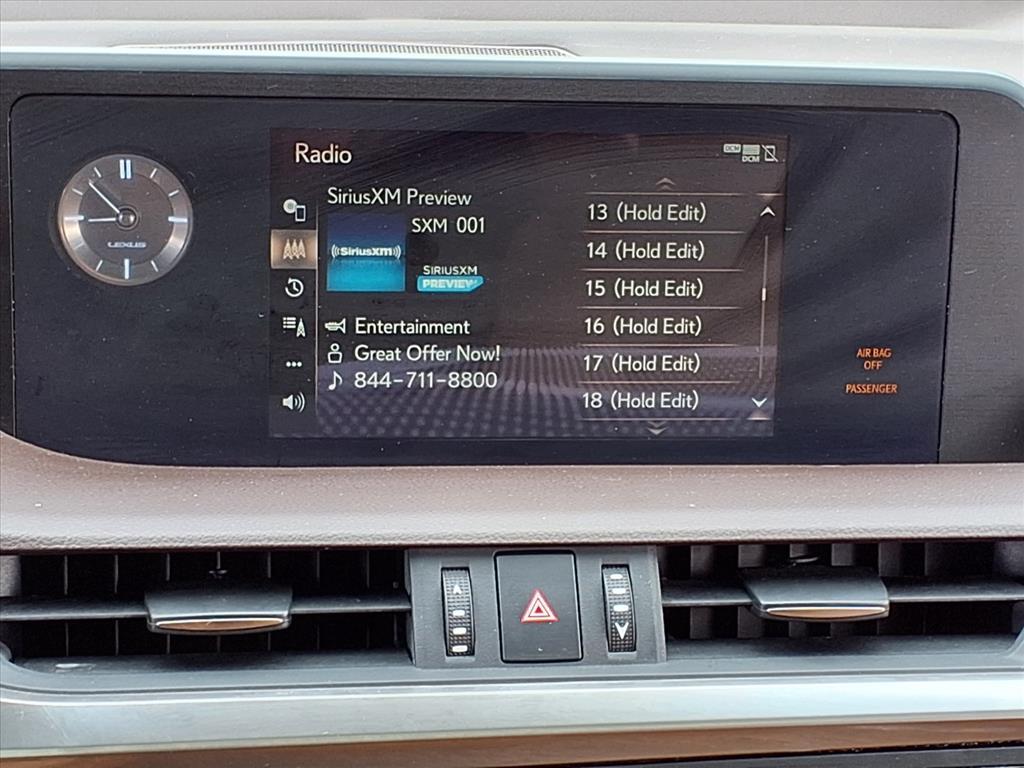 Radio
DCM
DCM
SiriusXM Preview
SXM 001
((SiriusXM))
SIRIUSXM
PREVIEW
Entertainment
Great Offer Now!
844-711-8800
13 (Hold Edit)
14 (Hold Edit)
15 (Hold Edit)
16 (Hold Edit)
17 (Hold Edit)
18 (Hold Edit)
LEXUS
AIR BAG
OFF
PASSENGER